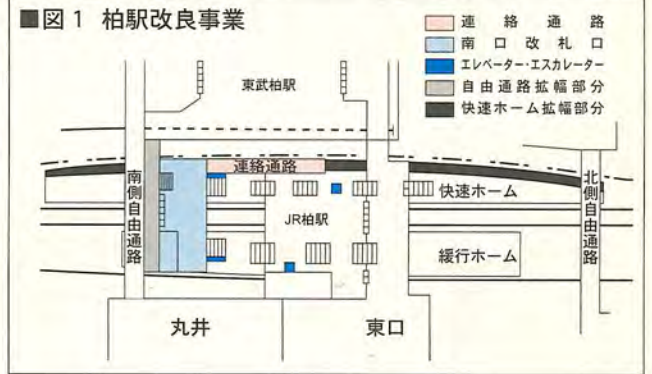 ■図1 柏駅改良事業
連絡通路
南口改札口
エレベーター・エスカレーター
自由通路拡幅部分
快速ホーム拡幅部分
東武柏駅
連絡通路
南側自由通路
快速ホーム
北側自由通路
JR柏駅
緩行ホーム
丸井
東口